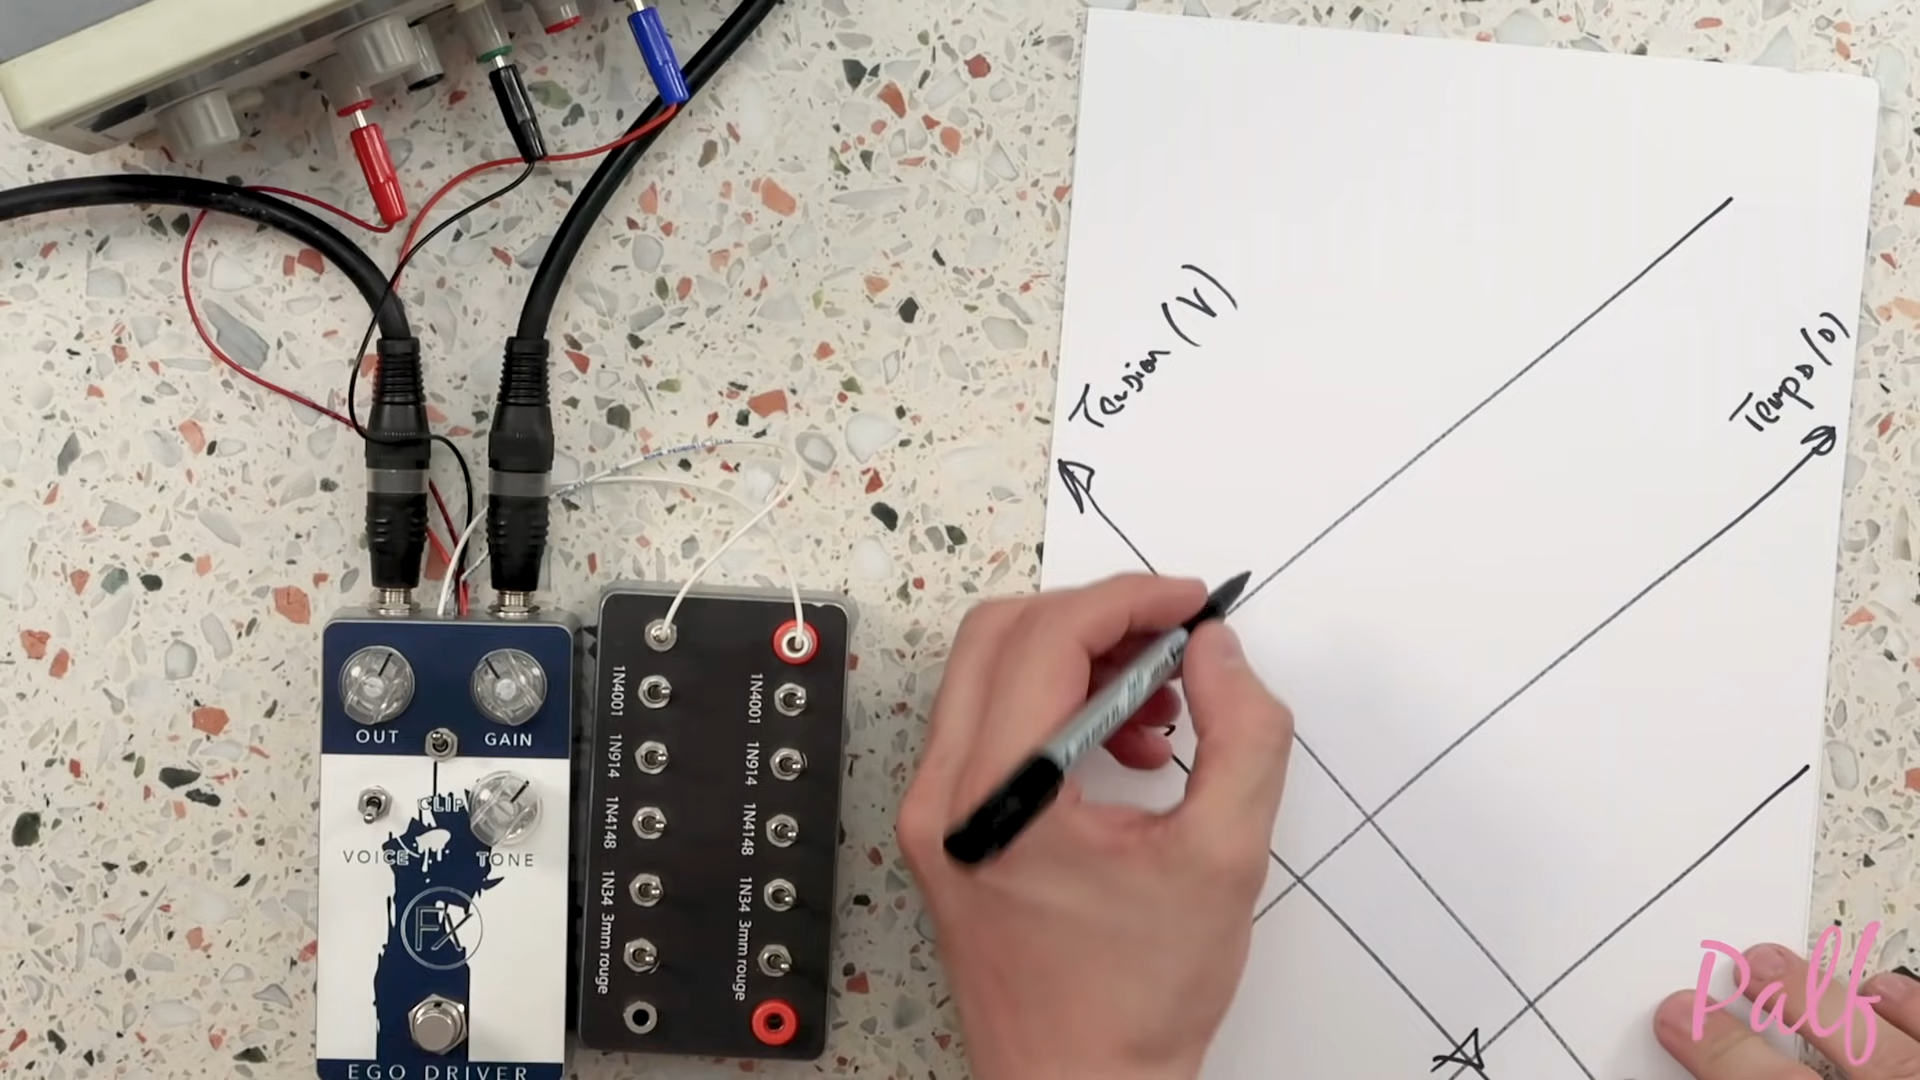 OUT
GAIN
CLIP
VOICE
TONE
FX
EGO DRIVER
1N4001
1N914
1N4148
1N34
3mm rouge
1N4001
1N914
1N4148
1N34
3mm rouge
Tension (V)
Temps (s)
Palf